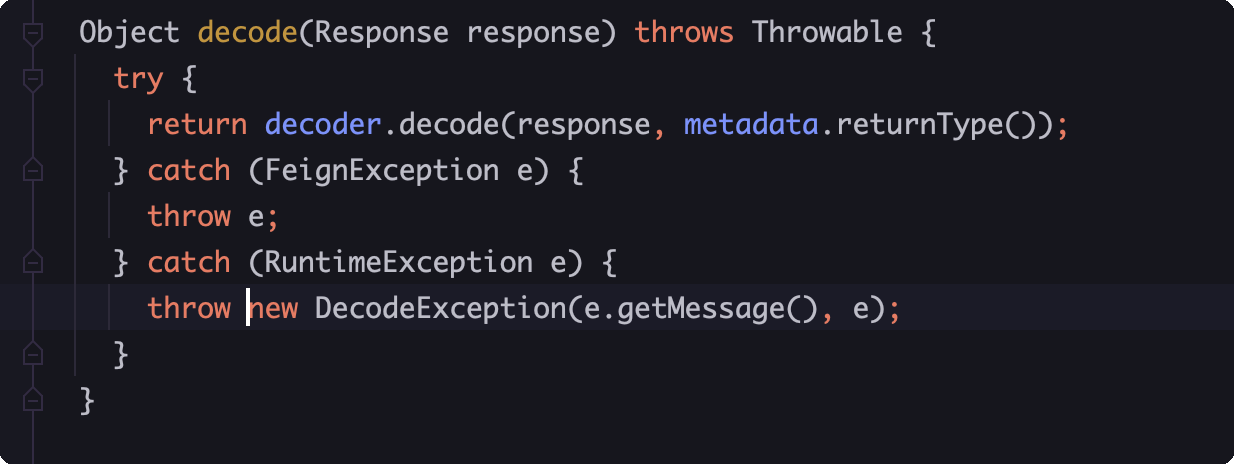 Object decode(Response response) throws Throwable {
try {
return decoder.decode(response, metadata.returnType());
} catch (FeignException e) {
throw e;
} catch (RuntimeException e) {
throw new DecodeException(e.getMessage(), e);
}
}